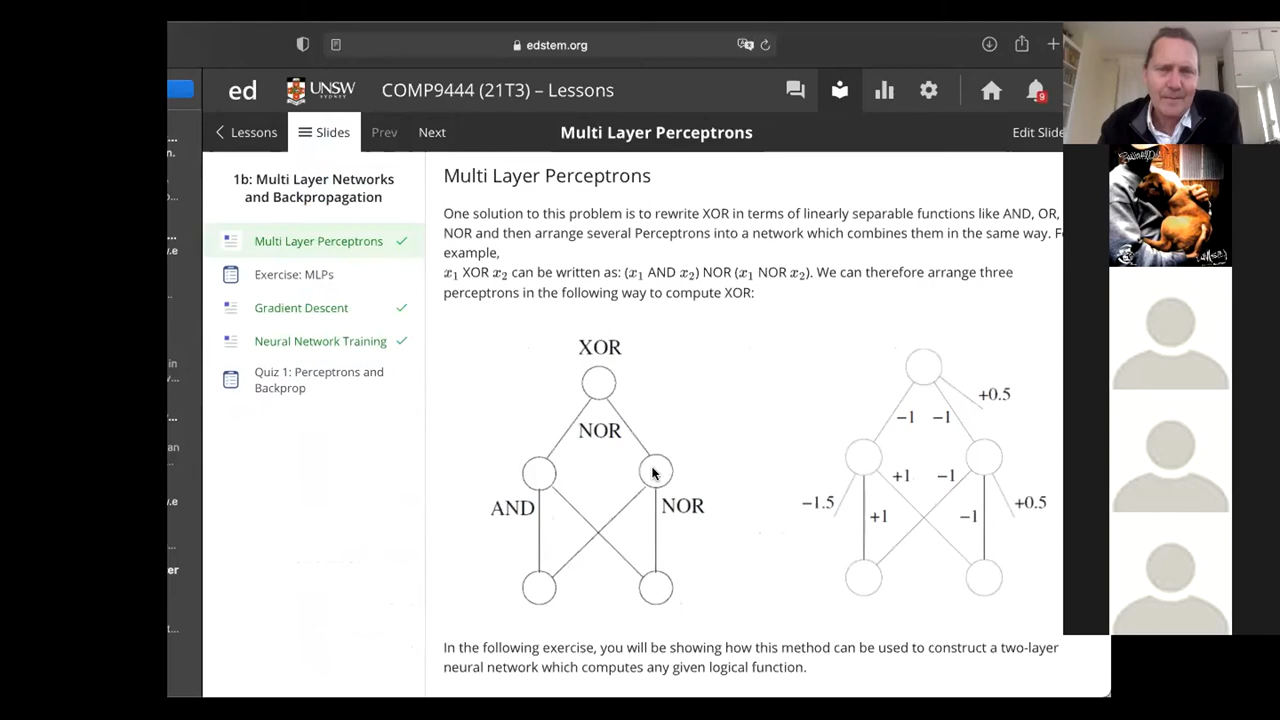 edstem.org
ed
UNSW
SYDNEY
COMP9444 (21T3) – Lessons
9
Lessons
Slides
Prev
Next
Multi Layer Perceptrons
Edit Slide
1b: Multi Layer Networks
and Backpropagation
Multi Layer Perceptrons
Exercise: MLPs
Gradient Descent
Neural Network Training
Quiz 1: Perceptrons and
Backprop
Multi Layer Perceptrons
One solution to this problem is to rewrite XOR in terms of linearly separable functions like AND, OR,
NOR and then arrange several Perceptrons into a network which combines them in the same way. F
example,
x₁ XOR x₂ can be written as: (x₁ AND x₂) NOR (x₁ NOR x₂). We can therefore arrange three
perceptrons in the following way to compute XOR:
XOR
NOR
AND
NOR
+0.5
−1 −1
+1 −1
−1.5
+0.5
+1
−1
In the following exercise, you will be showing how this method can be used to construct a two-layer
neural network which computes any given logical function.